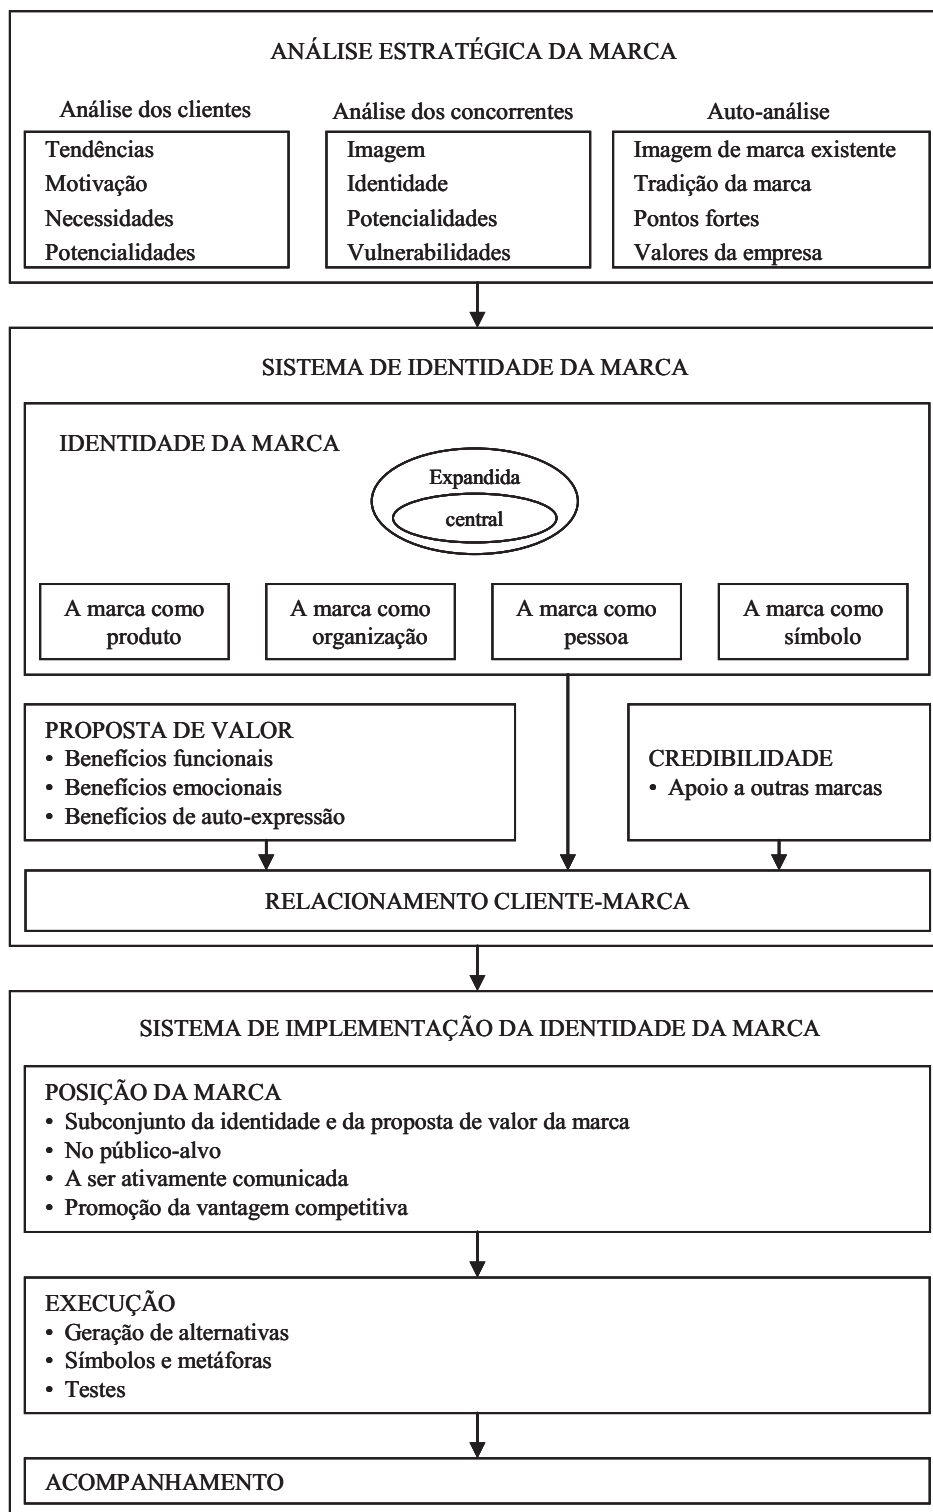 ANÁLISE ESTRATÉGICA DA MARCA
Análise dos clientes
Tendências
Motivação
Necessidades
Potencialidades
Análise dos concorrentes
Imagem
Identidade
Potencialidades
Vulnerabilidades
Auto-análise
Imagem de marca existente
Tradição da marca
Pontos fortes
Valores da empresa
SISTEMA DE IDENTIDADE DA MARCA
IDENTIDADE DA MARCA
Expandida
central
A marca como
produto
A marca como
organização
A marca como
pessoa
A marca como
símbolo
PROPOSTA DE VALOR
• Benefícios funcionais
• Benefícios emocionais
• Benefícios de auto-expressão
CREDIBILIDADE
• Apoio a outras marcas
RELACIONAMENTO CLIENTE-MARCA
SISTEMA DE IMPLEMENTAÇÃO DA IDENTIDADE DA MARCA
POSIÇÃO DA MARCA
• Subconjunto da identidade e da proposta de valor da marca
• No público-alvo
• A ser ativamente comunicada
• Promoção da vantagem competitiva
EXECUÇÃO
• Geração de alternativas
• Símbolos e metáforas
• Testes
ACOMPANHAMENTO